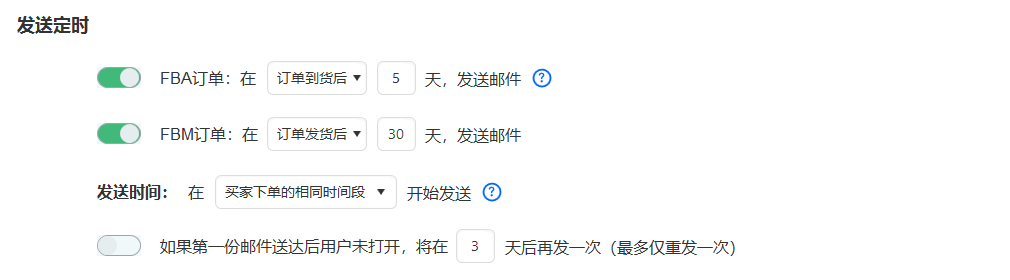 发送定时
FBA订单：在 订单到货后 5 天，发送邮件
FBM订单：在 订单发货后 30 天，发送邮件
发送时间： 在 买家下单的相同时间段 开始发送
如果第一份邮件送达后用户未打开，将在 3 天后再发一次（最多仅重发一次）